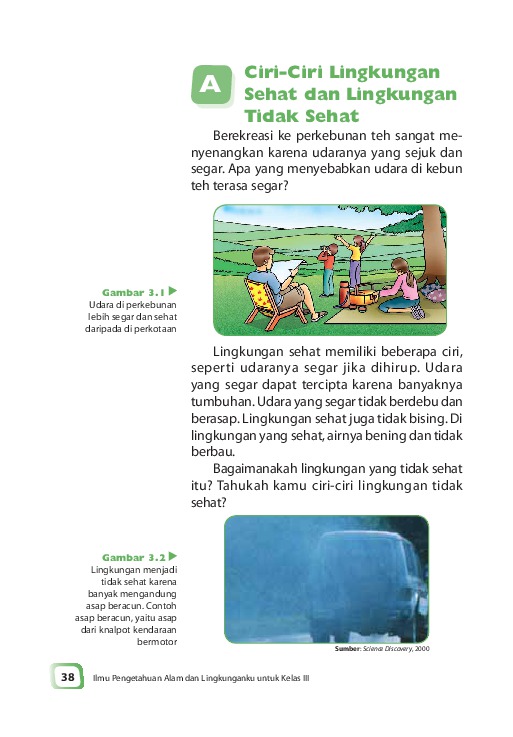 A
Ciri-Ciri Lingkungan
Sehat dan Lingkungan
Tidak Sehat
Berekreasi ke perkebunan teh sangat me-
nyenangkan karena udaranya yang sejuk dan
segar. Apa yang menyebabkan udara di kebun
teh terasa segar?
Gambar 3.1
Udara di perkebunan
lebih segar dan sehat
daripada di perkotaan
Lingkungan sehat memiliki beberapa ciri,
seperti udaranya segar jika dihirup. Udara
yang segar dapat tercipta karena banyaknya
tumbuhan. Udara yang segar tidak berdebu dan
berasap. Lingkungan sehat juga tidak bising. Di
lingkungan yang sehat, airnya bening dan tidak
berbau.
Bagaimanakah lingkungan yang tidak sehat
itu? Tahukah kamu ciri-ciri lingkungan tidak
sehat?
Gambar 3.2
Lingkungan menjadi
tidak sehat karena
banyak mengandung
asap beracun. Contoh
asap beracun, yaitu asap
dari knalpot kendaraan
bermotor
Sumber: Science Discovery, 2000
38
Ilmu Pengetahuan Alam dan Lingkunganku untuk Kelas III